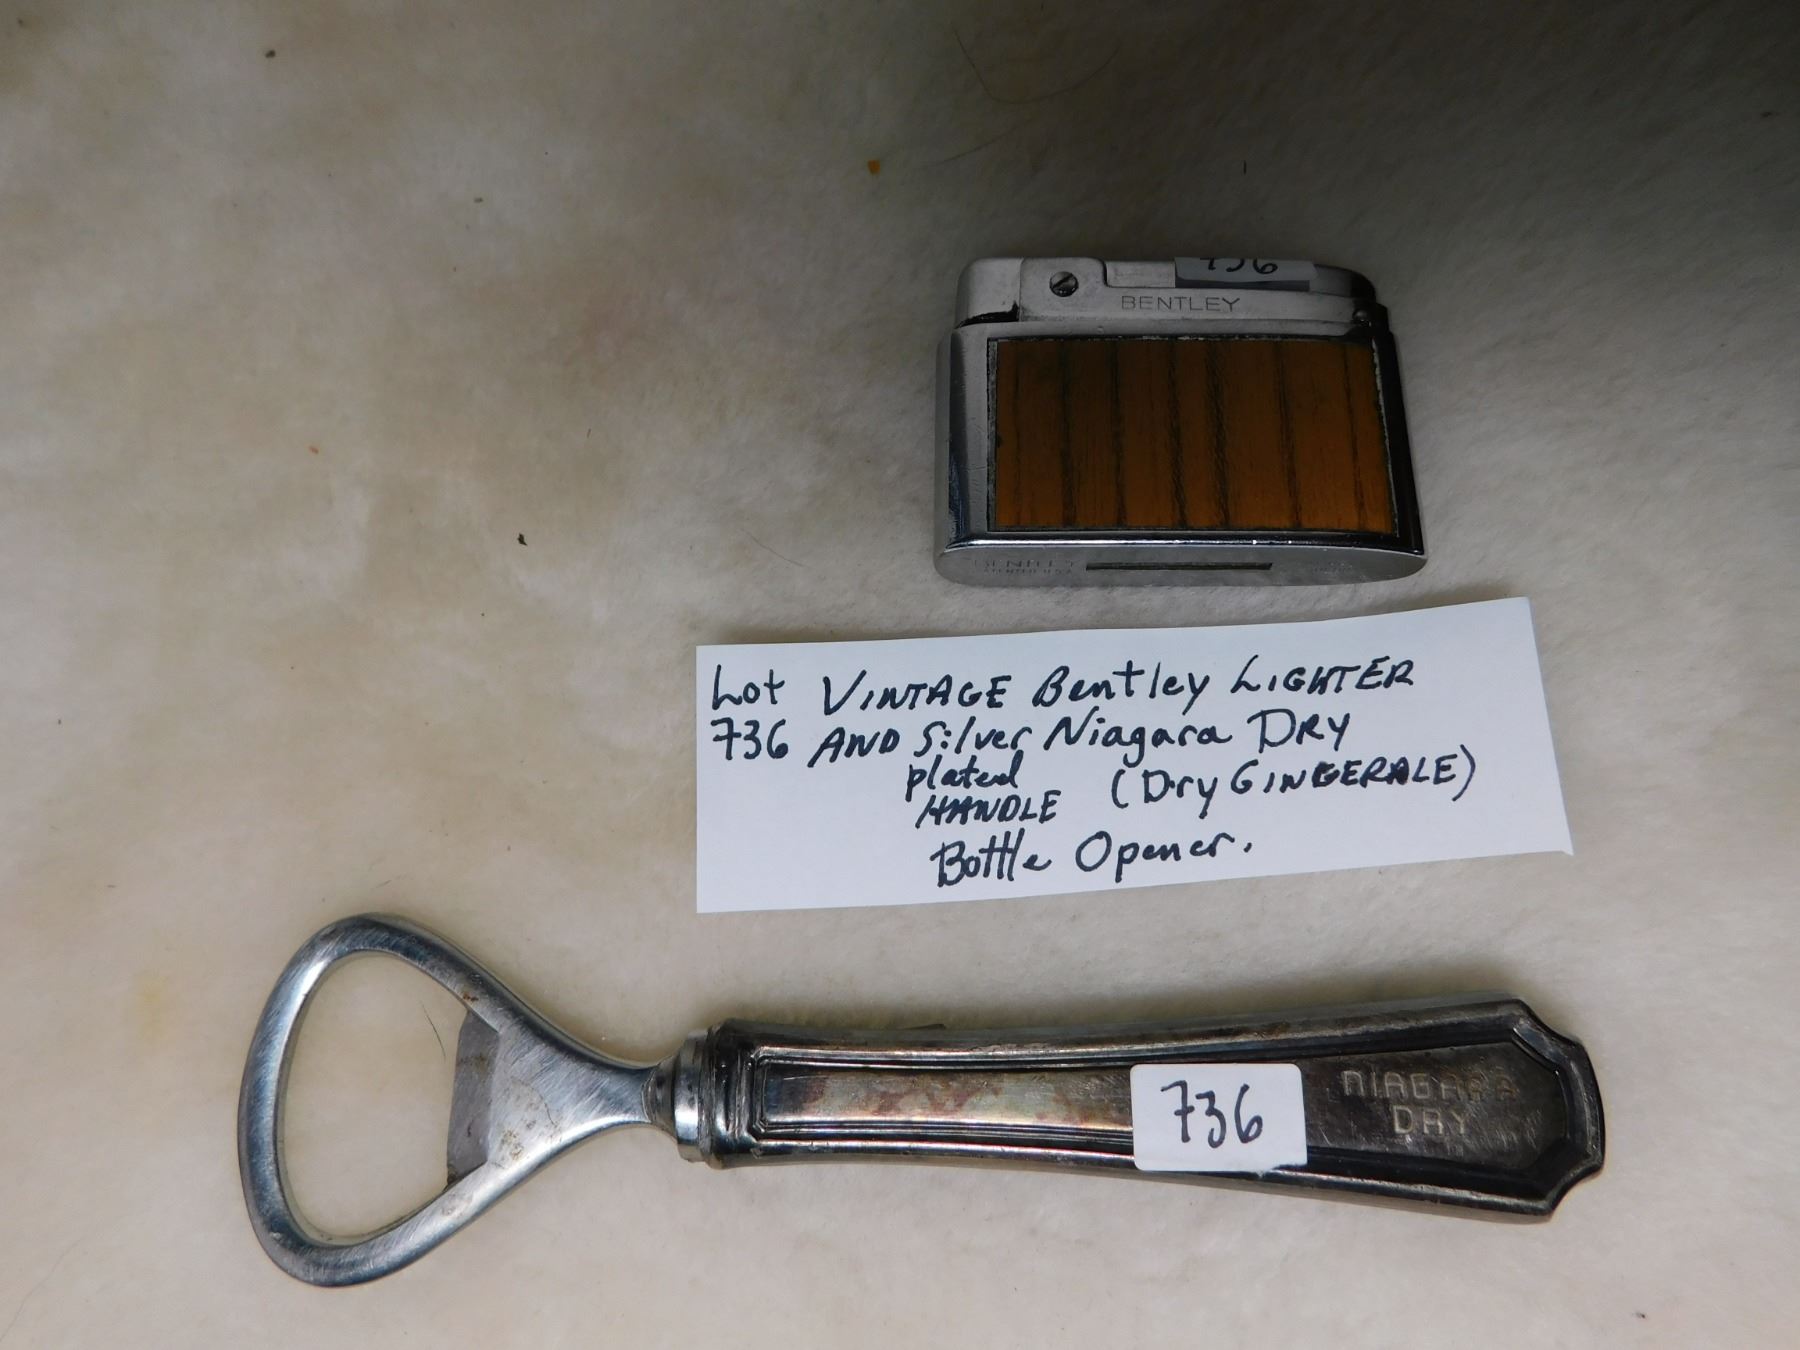 736
BENTLEY
BENTLEY
Lot VINTAGE Bentley LIGHTER
736 AND Silver Niagara DRY
plated (Dry GINGERALE)
HANDLE
Bottle Opener.
736
NIAGARA
DRY